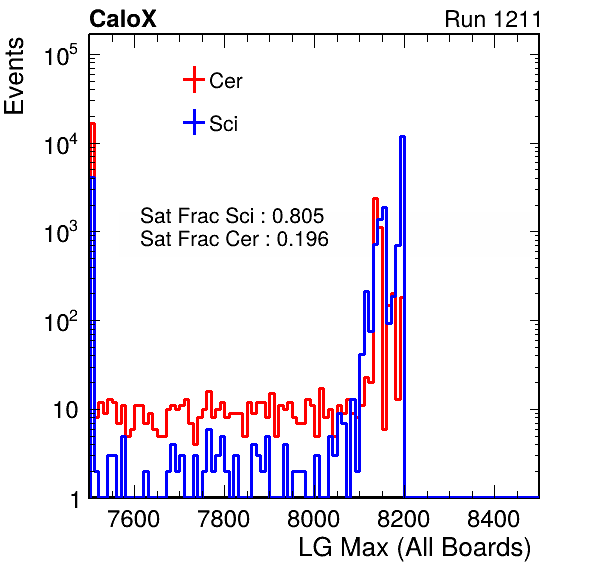 CaloX Run 1211
Events
10^5
10^4
10^3
10^2
10
1
Cer
Sci
Sat Frac Sci : 0.805
Sat Frac Cer : 0.196
7600 7800 8000 8200 8400
LG Max (All Boards)